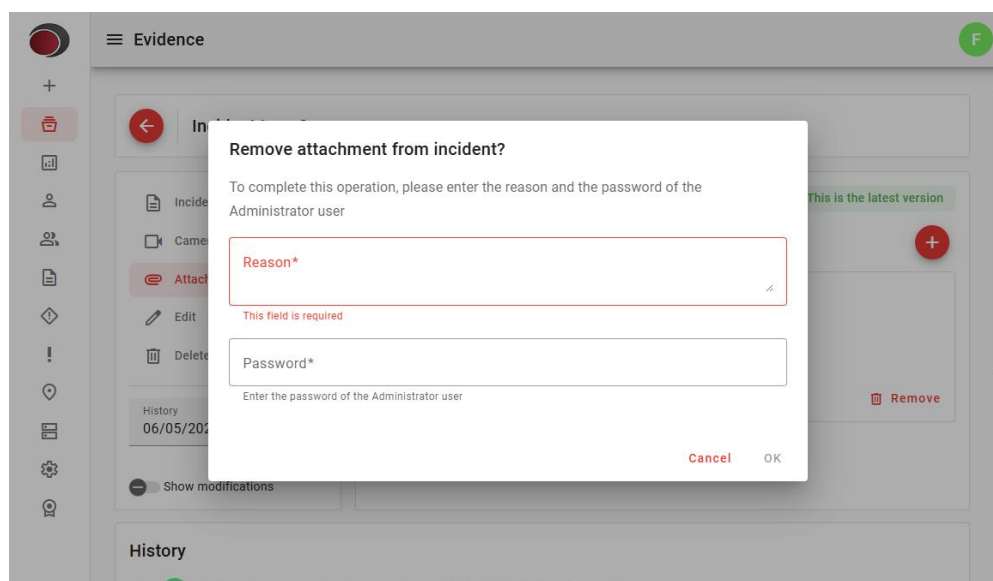 Evidence
F
Remove attachment from incident?
To complete this operation, please enter the reason and the password of the
Administrator user
Reason*
This field is required
Password*
Enter the password of the Administrator user
Cancel OK
This is the latest version
Edit
Remove
History
Show modifications
History